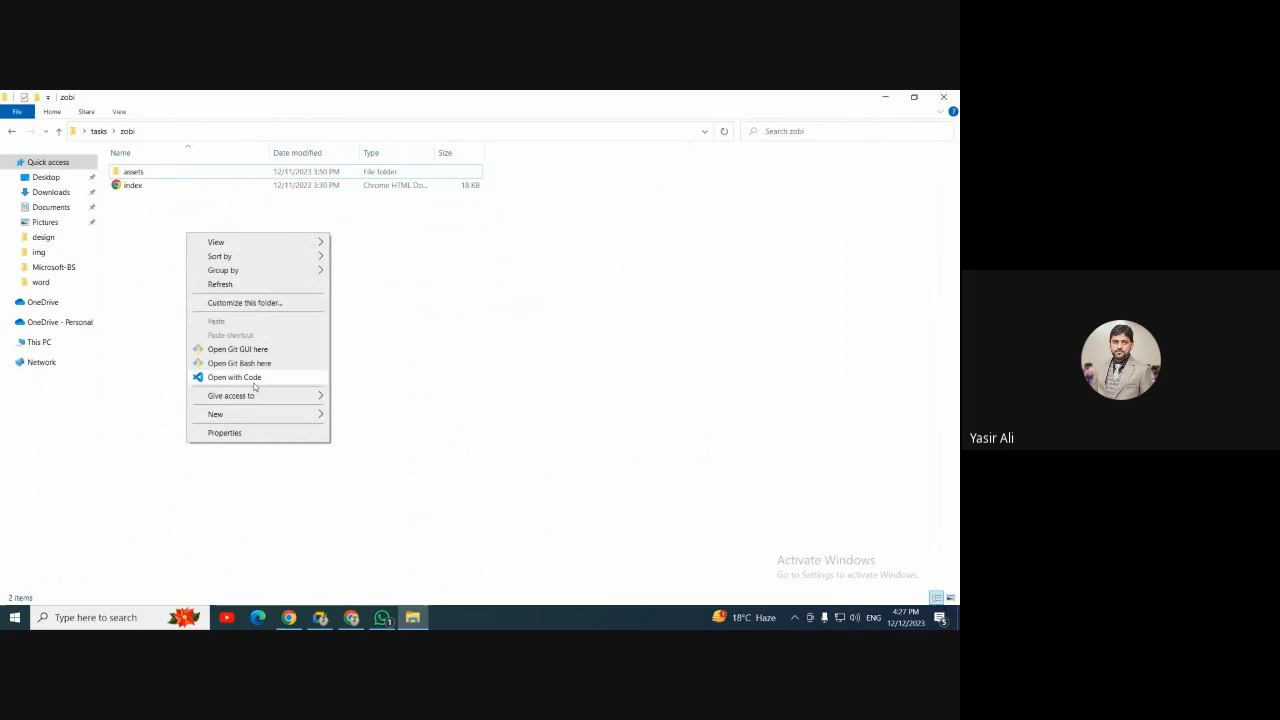 zobi
File Home Share View
tasks zobi Search zobi
Name Date modified Type Size
Quick access
Desktop
Downloads
Documents
Pictures
design
img
Microsoft-BS
word
OneDrive
OneDrive - Personal
This PC
Network
assets 12/11/2023 3:50 PM File folder
index 12/11/2023 3:30 PM Chrome HTML Do... 18 KB
View
Sort by
Group by
Refresh
Customize this folder...
Paste
Paste shortcut
Open Git GUI here
Open Git Bash here
Open with Code
Give access to
New
Properties
Activate Windows
Go to Settings to activate Windows.
2 items
Type here to search
1
18°C Haze
ENG
4:27 PM
12/12/2023
5
Yasir Ali